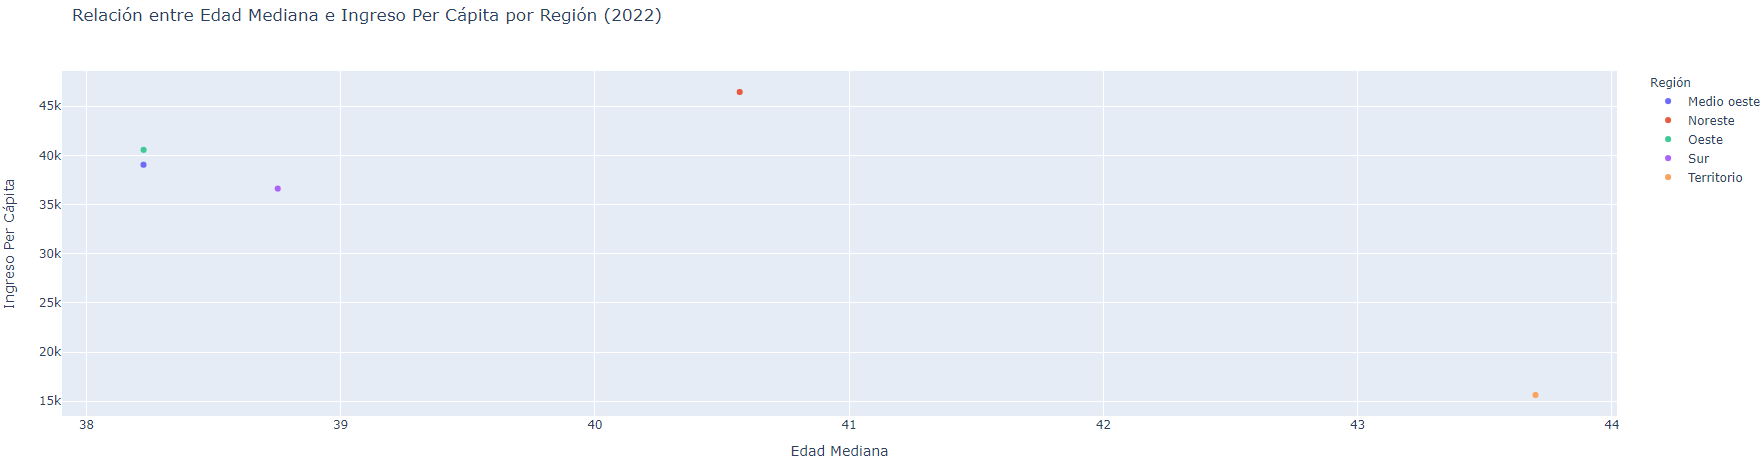 Relación entre Edad Mediana e Ingreso Per Cápita por Región (2022)
Ingreso Per Cápita
45k
40k
35k
30k
25k
20k
15k
38 39 40 41 42 43 44
Edad Mediana
Región
Medio oeste
Noreste
Oeste
Sur
Territorio